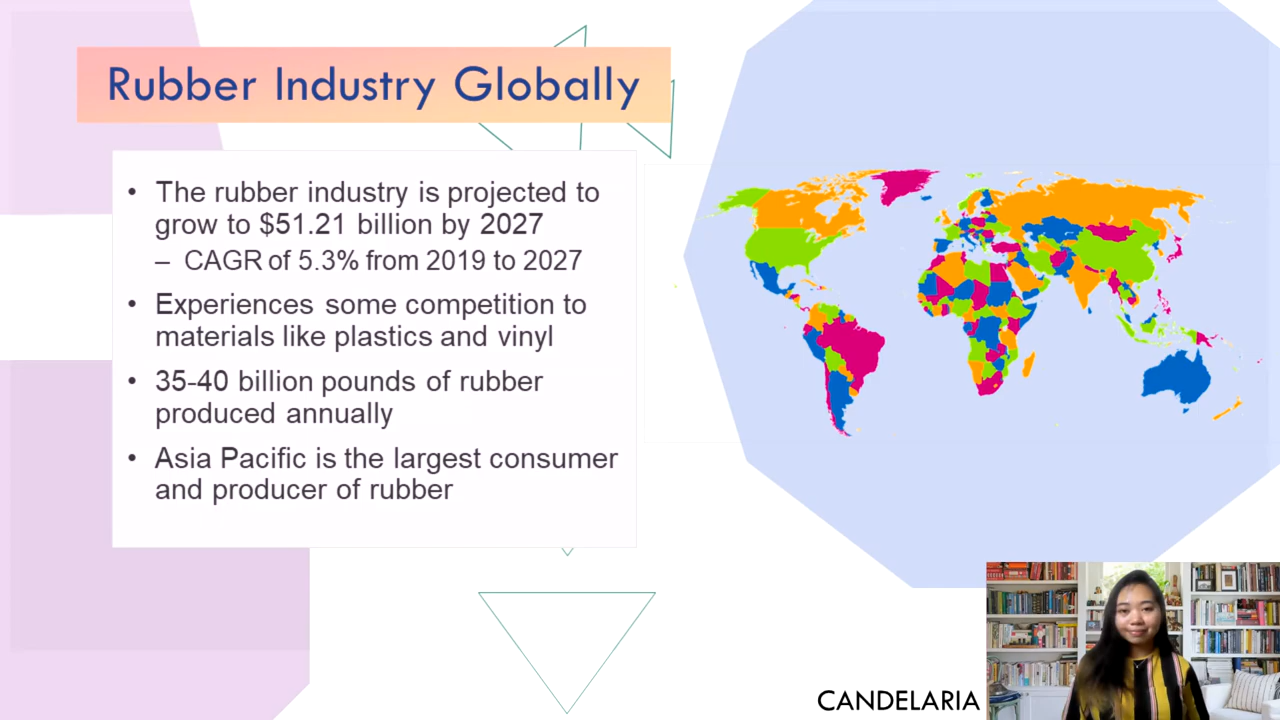 Rubber Industry Globally
• The rubber industry is projected to
grow to $51.21 billion by 2027
– CAGR of 5.3% from 2019 to 2027
• Experiences some competition to
materials like plastics and vinyl
• 35-40 billion pounds of rubber
produced annually
• Asia Pacific is the largest consumer
and producer of rubber
CANDELARIA